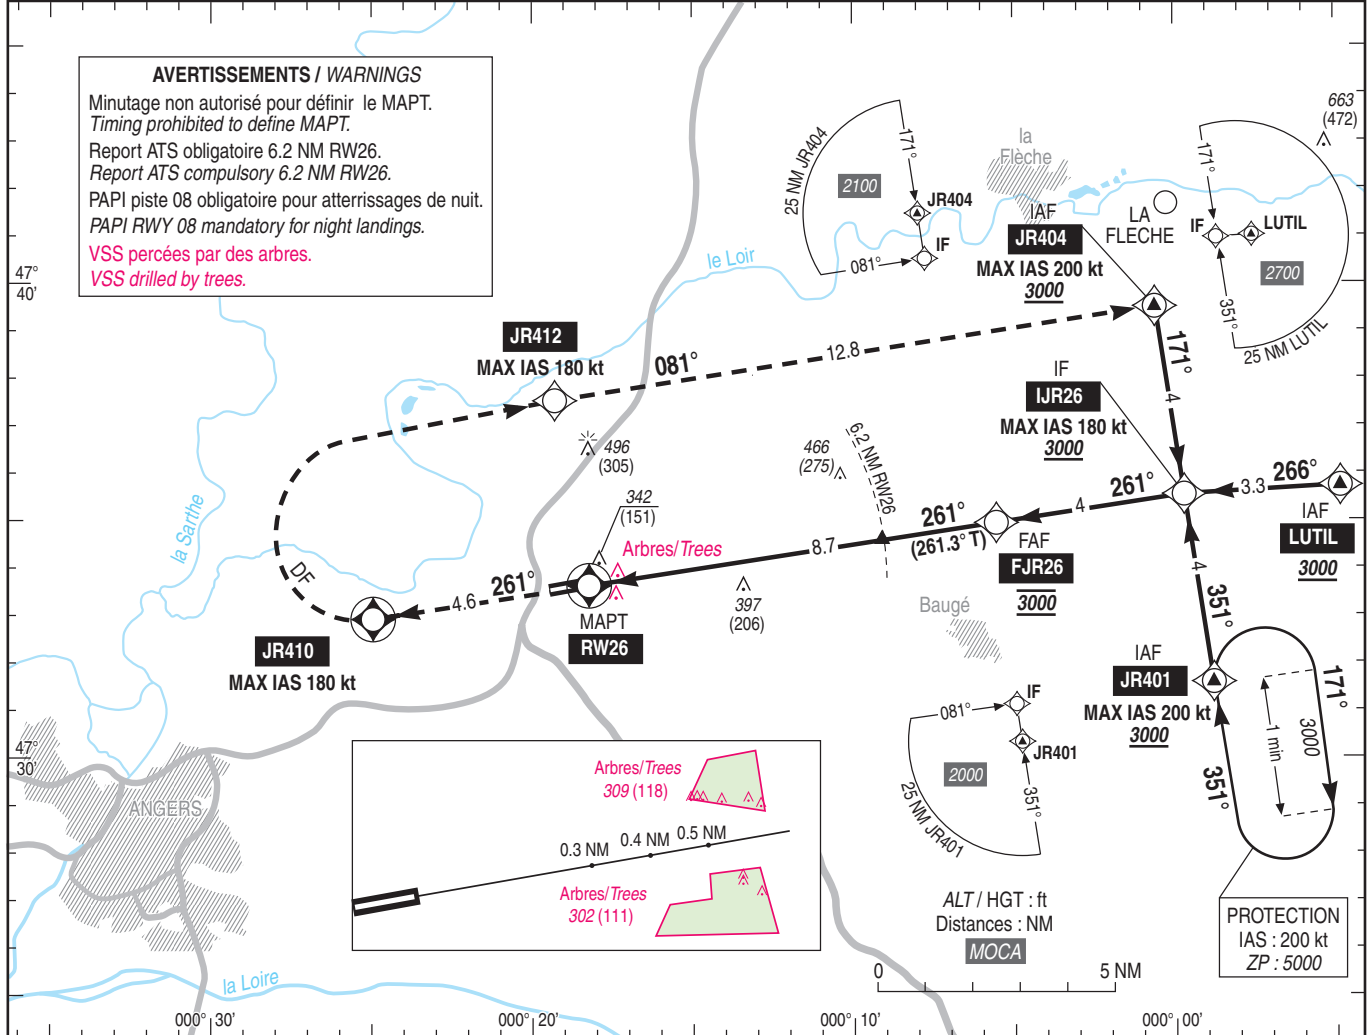 AVERTISSEMENTS / WARNINGS
Minutage non autorisé pour définir le MAPT.
Timing prohibited to define MAPT.
Report ATS obligatoire 6.2 NM RW26.
Report ATS compulsory 6.2 NM RW26.
PAPI piste 08 obligatoire pour atterrissages de nuit.
PAPI RWY 08 mandatory for night landings.
VSS percées par des arbres.
VSS drilled by trees.
47°
40'
25 NM JR404
171°
2100
JR404
IF
081°
la
Flèche
IAF
JR404
MAX IAS 200 kt
3000
LA
FLECHE
663
(472)
171°
IF
LUTIL
2700
351°
25 NM LUTIL
le Loir
JR412
MAX IAS 180 kt
081°
12.8
171°
4
IF
IJR26
MAX IAS 180 kt
3000
496
(305)
466
(275)
6.2 NM RW26
342
(151)
Arbres/Trees
la Sarthe
DF
261°
4.6
8.7
261°
(261.3° T)
4
261°
3.3
266°
IAF
LUTIL
3000
FAF
FJR26
3000
397
(206)
MAPT
RW26
JR410
MAX IAS 180 kt
Baugé
4
351°
IAF
JR401
MAX IAS 200 kt
3000
171°
3000
1 min
351°
081°
IF
JR401
2000
351°
25 NM JR401
47°
30'
ANGERS
Arbres/Trees
309 (118)
0.3 NM
0.4 NM
0.5 NM
Arbres/Trees
302 (111)
ALT / HGT : ft
Distances : NM
MOCA
0
5 NM
PROTECTION
IAS : 200 kt
ZP : 5000
la Loire
000° 30'
000° 20'
000° 10'
000° 00'